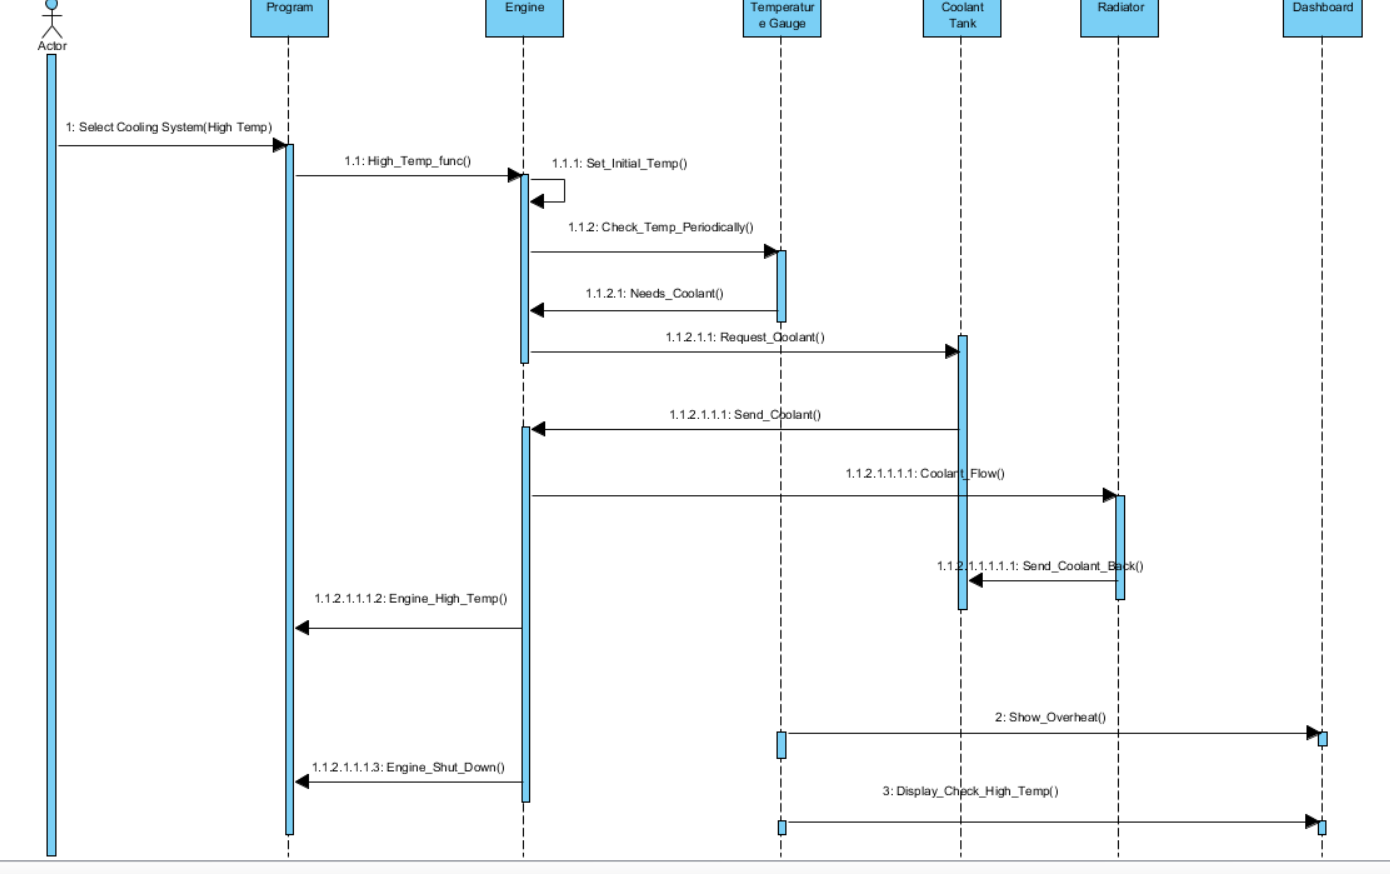 Program
Engine
Temperatur
e Gauge
Coolant
Tank
Radiator
Dashboard
Actor
1: Select Cooling System(High Temp)
1.1: High_Temp_func()
1.1.1: Set_Initial_Temp()
1.1.2: Check_Temp_Periodically()
1.1.2.1: Needs_Coolant()
1.1.2.1.1: Request_Coolant()
1.1.2.1.1.1: Send_Coolant()
1.1.2.1.1.1.1: Coolant_Flow()
1.1.2.1.1.1.1.1: Send_Coolant_Back()
1.1.2.1.1.1.2: Engine_High_Temp()
2: Show_Overheat()
1.1.2.1.1.1.3: Engine_Shut_Down()
3: Display_Check_High_Temp()